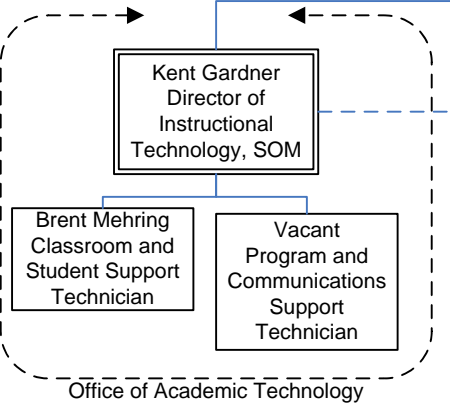 Kent Gardner
Director of
Instructional
Technology, SOM
Brent Mehring
Classroom and
Student Support
Technician
Vacant
Program and
Communications
Support
Technician
Office of Academic Technology